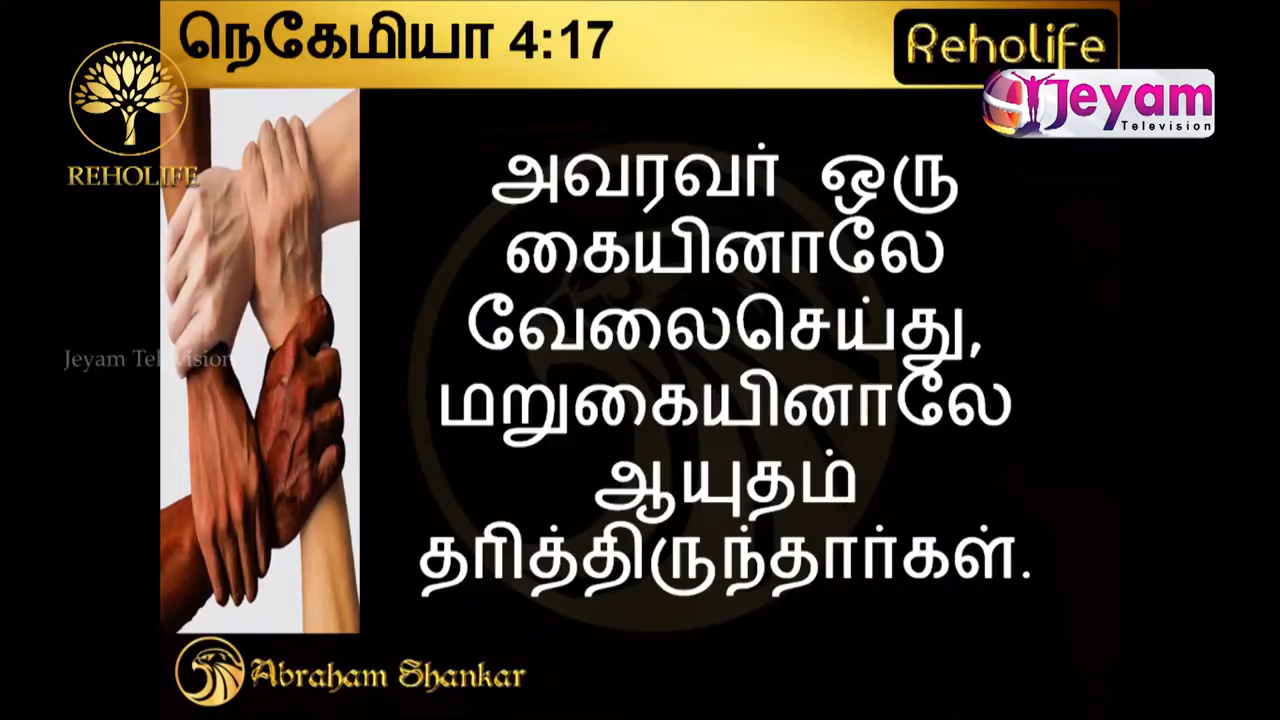 நெகேமியா 4:17
Reholife
Jeyam
Television
REHOLIFE
அவரவர் ஒரு
கையினாலே
வேலைசெய்து,
மறுகையினாலே
ஆயுதம்
தரித்திருந்தார்கள்.
Jeyam Television
Abraham Shankar